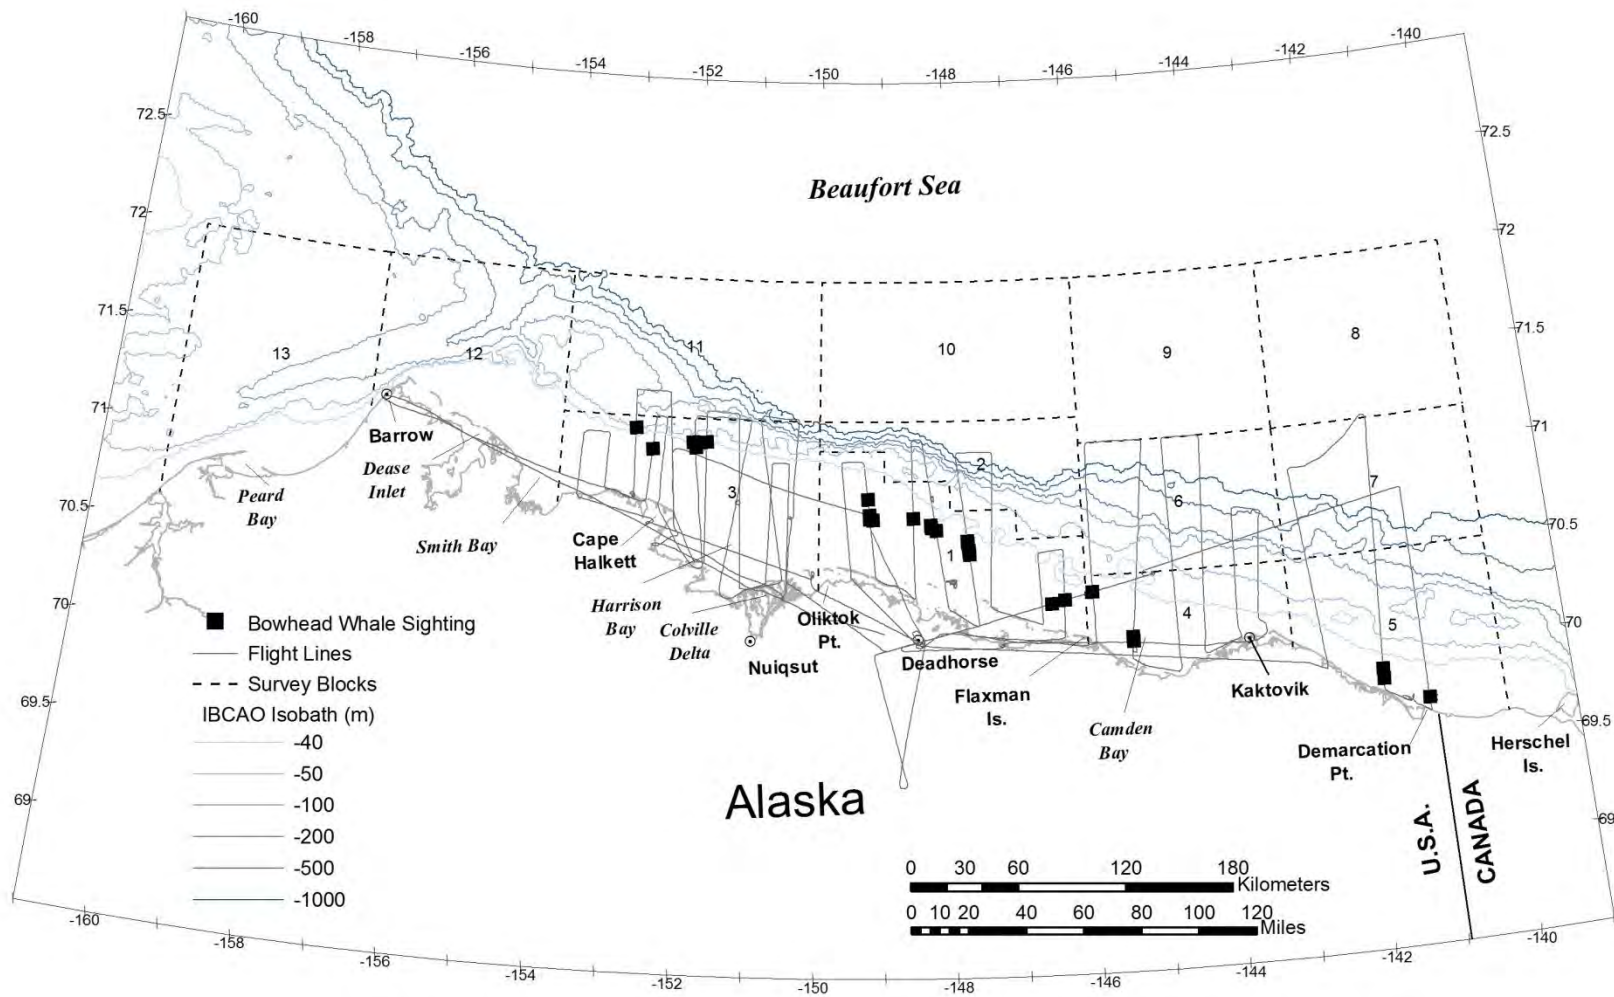 -160
-158
-156
-154
-152
-150
-148
-146
-144
-142
-140
72.5
72.5
Beaufort Sea
72
72
71.5
71.5
13
12
11
10
9
8
71
71
Barrow
Dease
Inlet
Peard
Bay
Smith Bay
Cape
Halkett
3
2
6
7
1
4
5
70.5
70.5
Harrison
Bay
Colville
Delta
Oliktok
Pt.
Nuiqsut
Deadhorse
Flaxman
Is.
Camden
Bay
Kaktovik
Demarcation
Pt.
Herschel
Is.
70
70
69.5
69.5
69
69
Bowhead Whale Sighting
Flight Lines
Survey Blocks
IBCAO Isobath (m)
-40
-50
-100
-200
-500
-1000
Alaska
U.S.A.
CANADA
0 30 60 120 180
Kilometers
0 10 20 40 60 80 100 120
Miles
-160
-158
-156
-154
-152
-150
-148
-146
-144
-142
-140